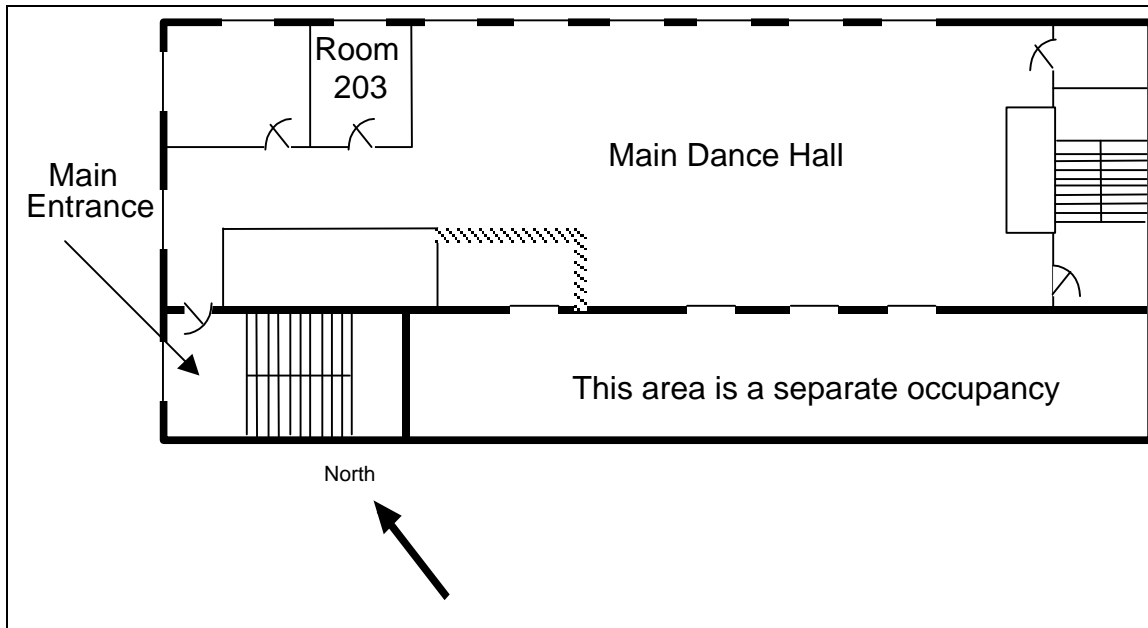 Room
203
Main Dance Hall
Main
Entrance
This area is a separate occupancy
North